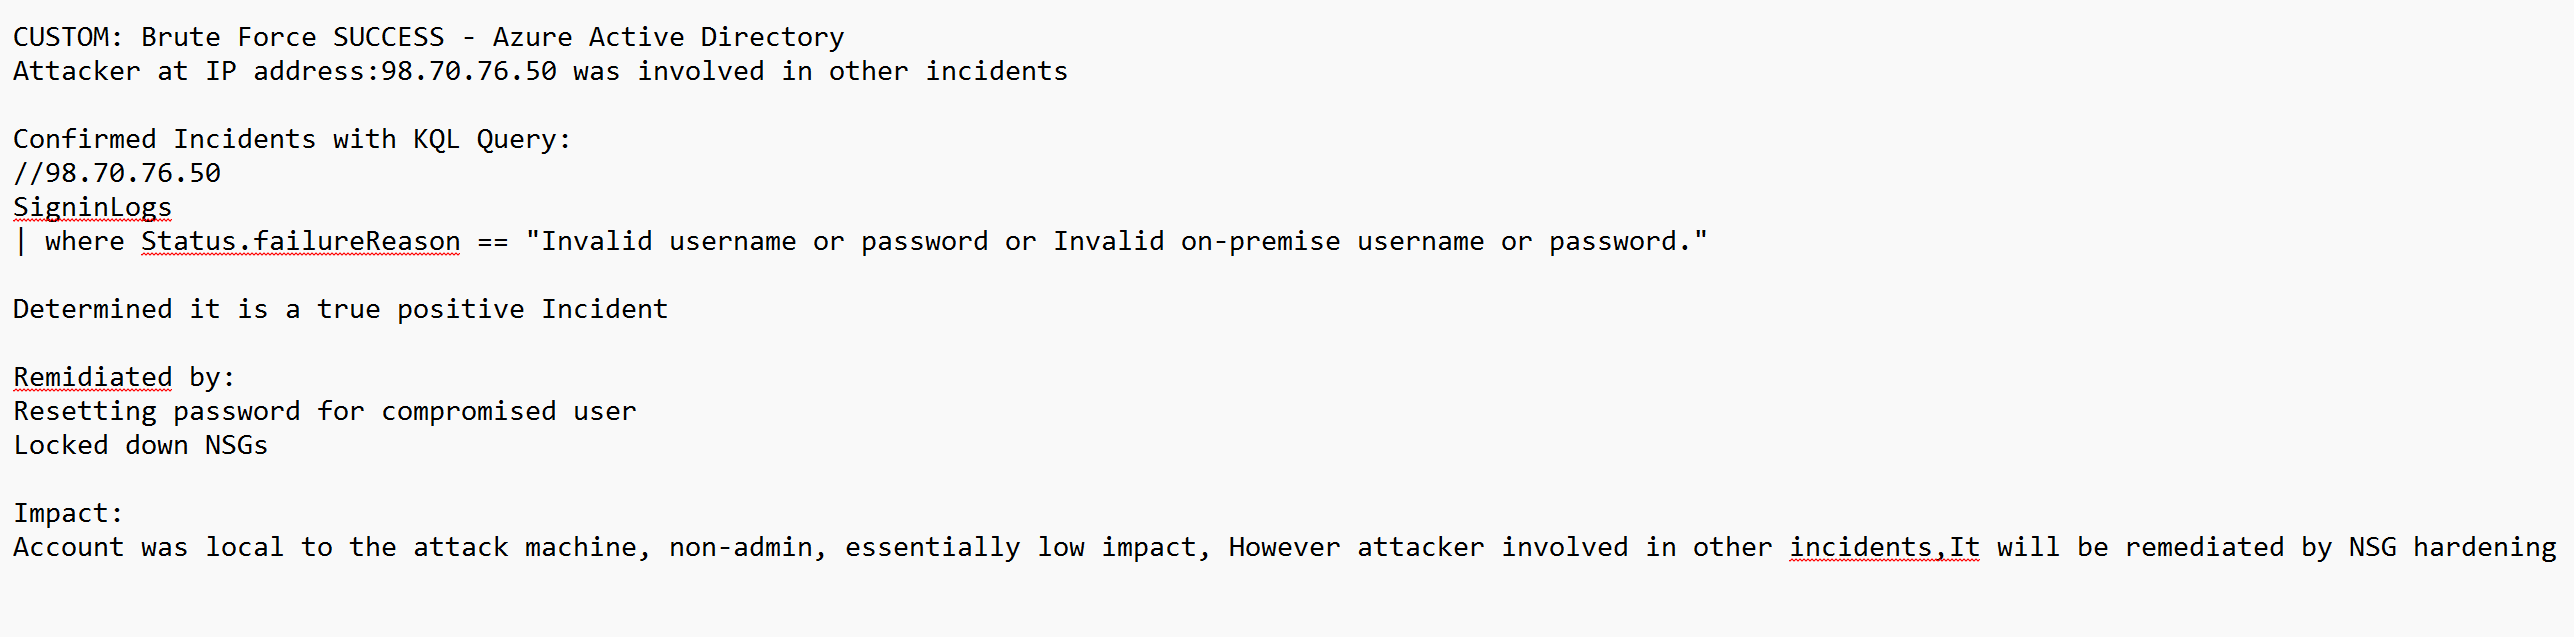 CUSTOM: Brute Force SUCCESS - Azure Active Directory
Attacker at IP address:98.70.76.50 was involved in other incidents
Confirmed Incidents with KQL Query:
//98.70.76.50
SigninLogs
| where Status.failureReason == "Invalid username or password or Invalid on-premise username or password."
Determined it is a true positive Incident
Remidiated by:
Resetting password for compromised user
Locked down NSGs
Impact:
Account was local to the attack machine, non-admin, essentially low impact, However attacker involved in other incidents,It will be remediated by NSG hardening